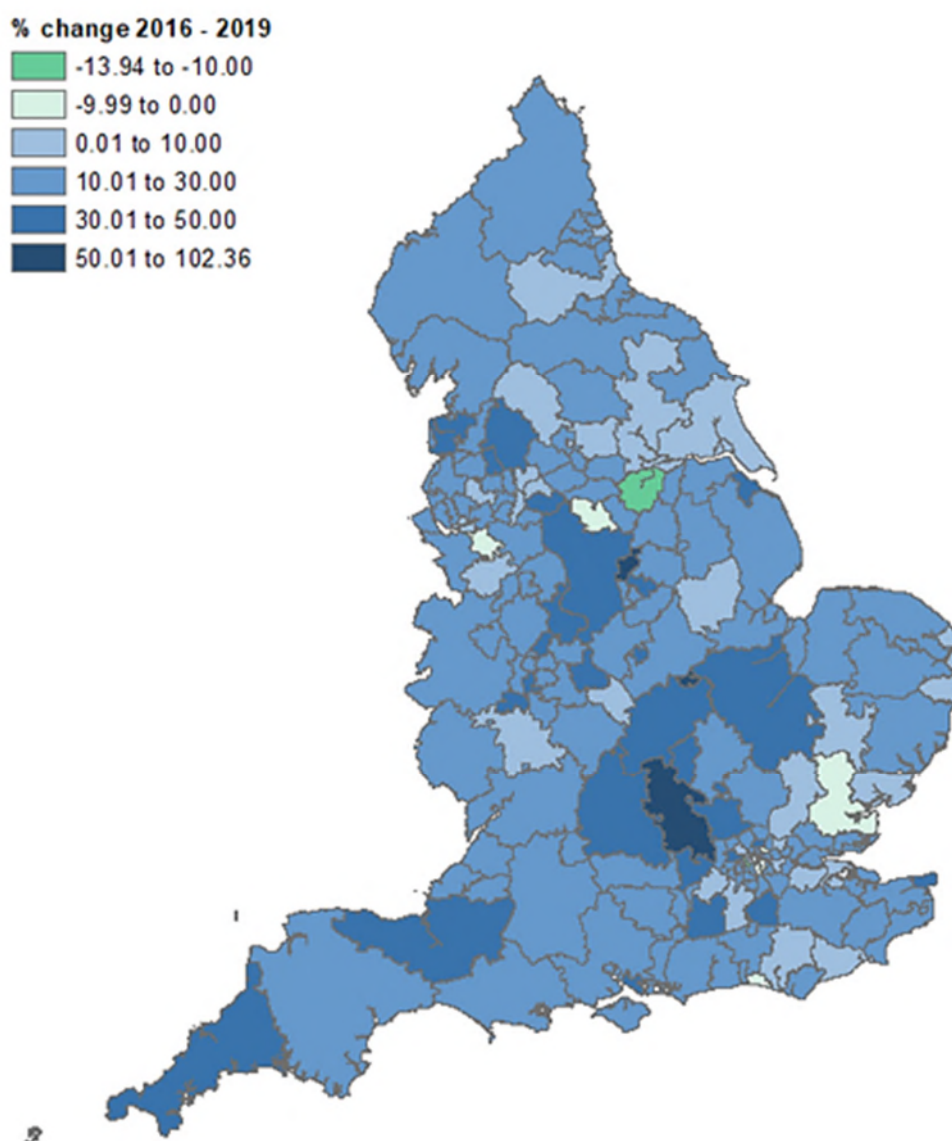 % change 2016 - 2019
-13.94 to -10.00
-9.99 to 0.00
0.01 to 10.00
10.01 to 30.00
30.01 to 50.00
50.01 to 102.36